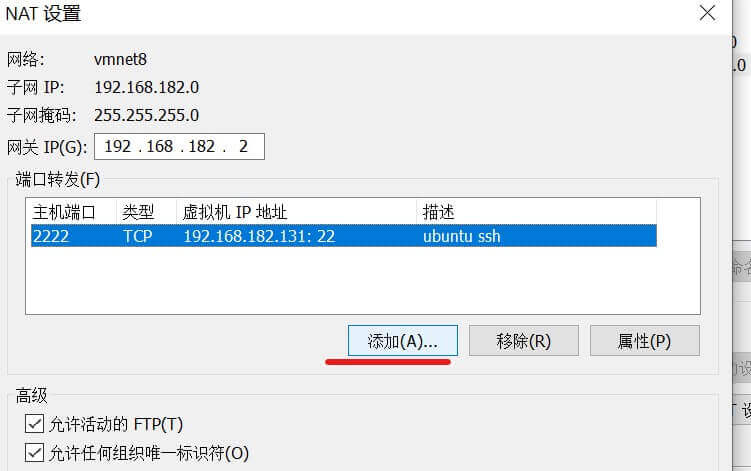 NAT 设置
网络: vmnet8
子网 IP: 192.168.182.0
子网掩码: 255.255.255.0
网关 IP(G): 192 . 168 . 182 . 2
端口转发(F)
主机端口 类型 虚拟机 IP 地址 描述
2222 TCP 192.168.182.131: 22 ubuntu ssh
添加(A)... 移除(R) 属性(P)
高级
允许活动的 FTP(T)
允许任何组织唯一标识符(O)